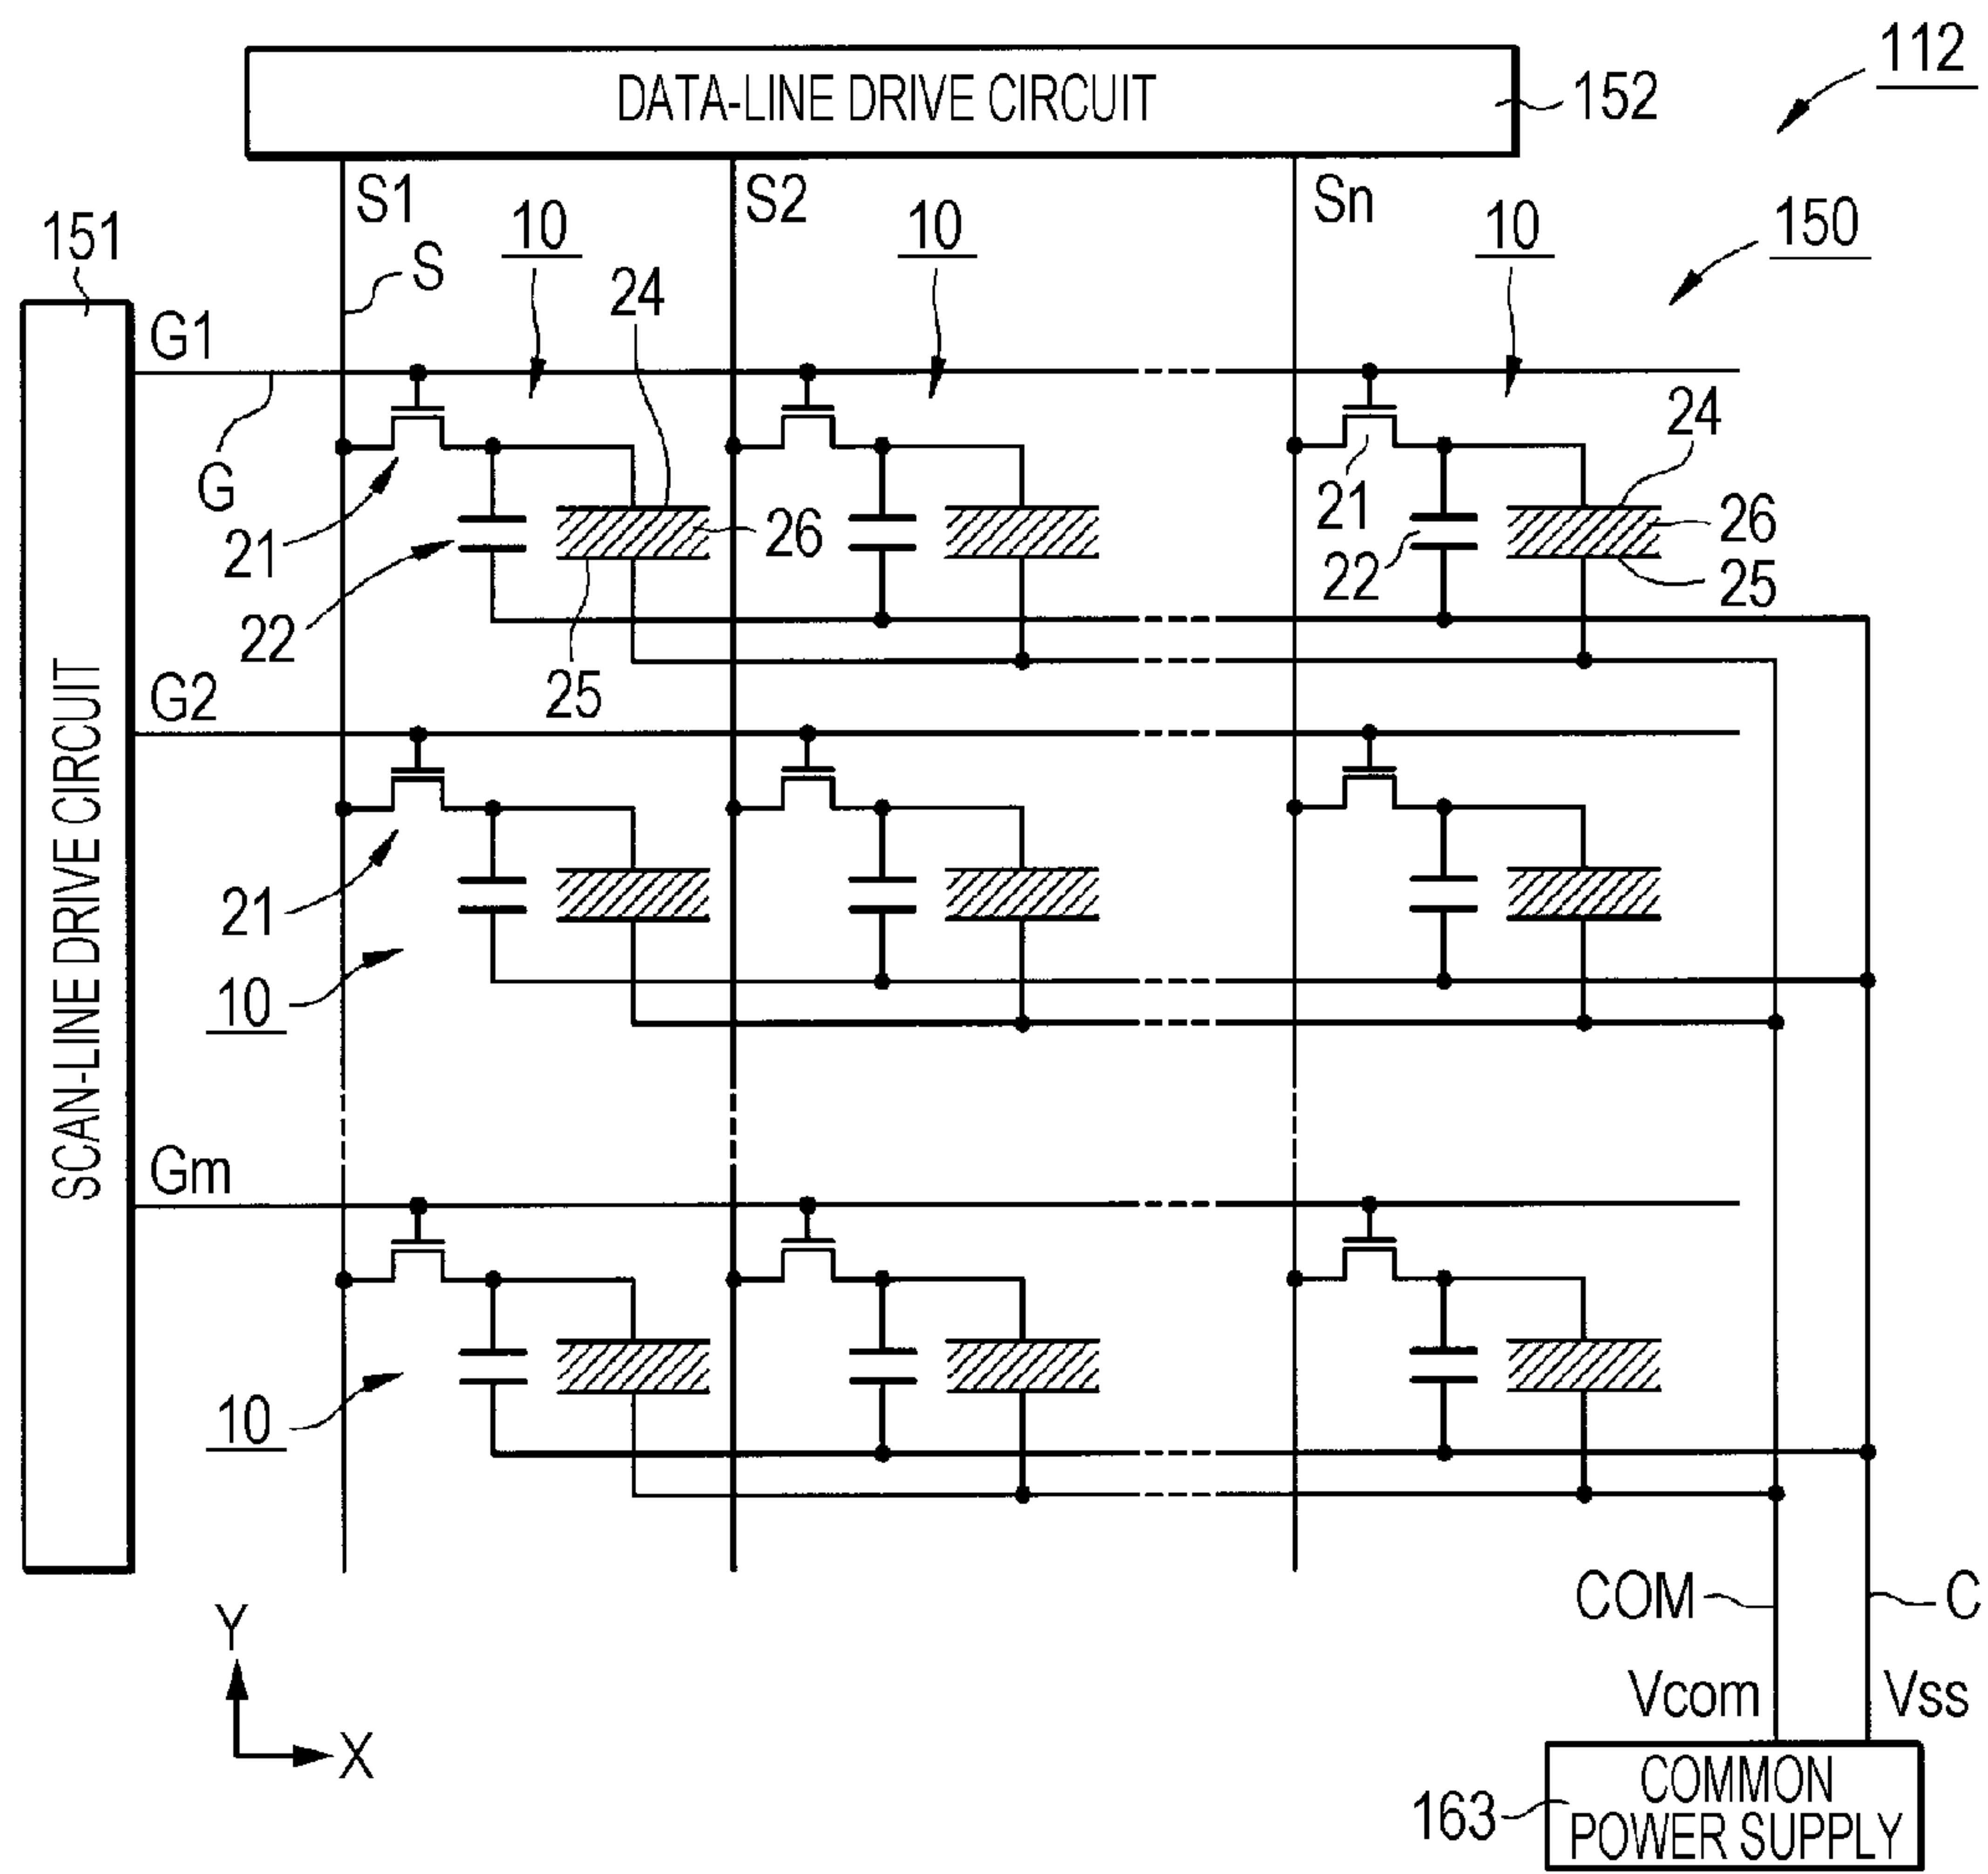 112
DATA-LINE DRIVE CIRCUIT
152
S1
S2
Sn
150
151
S
10
10
10
24
G1
G
24
21
22
26
21
22
26
25
25
G2
SCAN-LINE DRIVE CIRCUIT
21
10
Gm
10
COM
C
Y
X
Vcom
Vss
163
COMMON
POWER SUPPLY